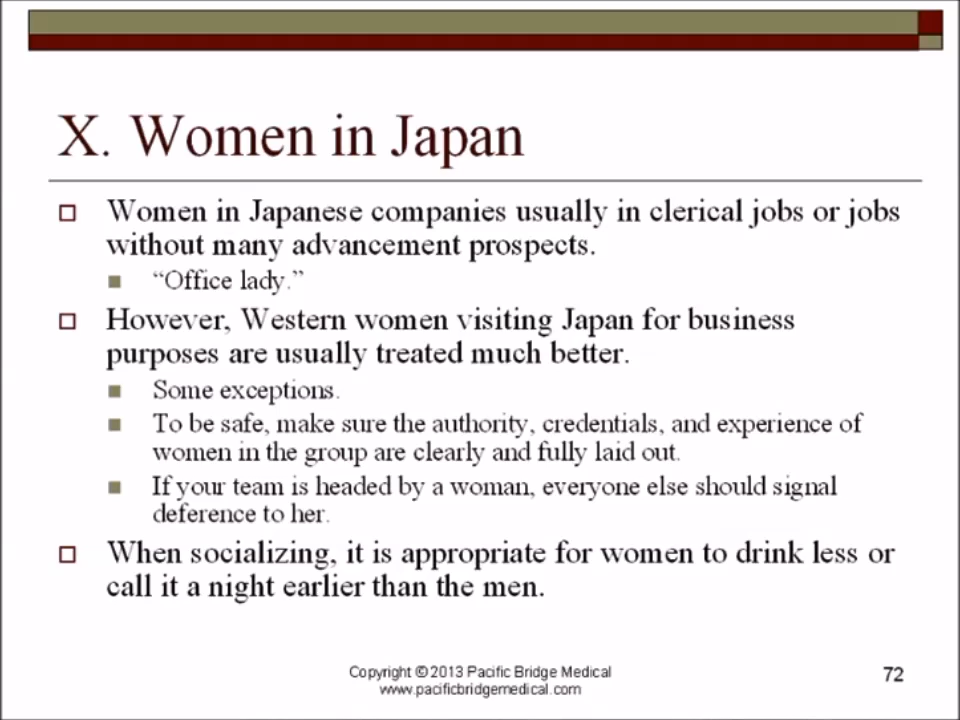 X. Women in Japan
Women in Japanese companies usually in clerical jobs or jobs
without many advancement prospects.
“Office lady.”
However, Western women visiting Japan for business
purposes are usually treated much better.
Some exceptions.
To be safe, make sure the authority, credentials, and experience of
women in the group are clearly and fully laid out.
If your team is headed by a woman, everyone else should signal
deference to her.
When socializing, it is appropriate for women to drink less or
call it a night earlier than the men.
Copyright © 2013 Pacific Bridge Medical
www.pacificbridgemedical.com
72